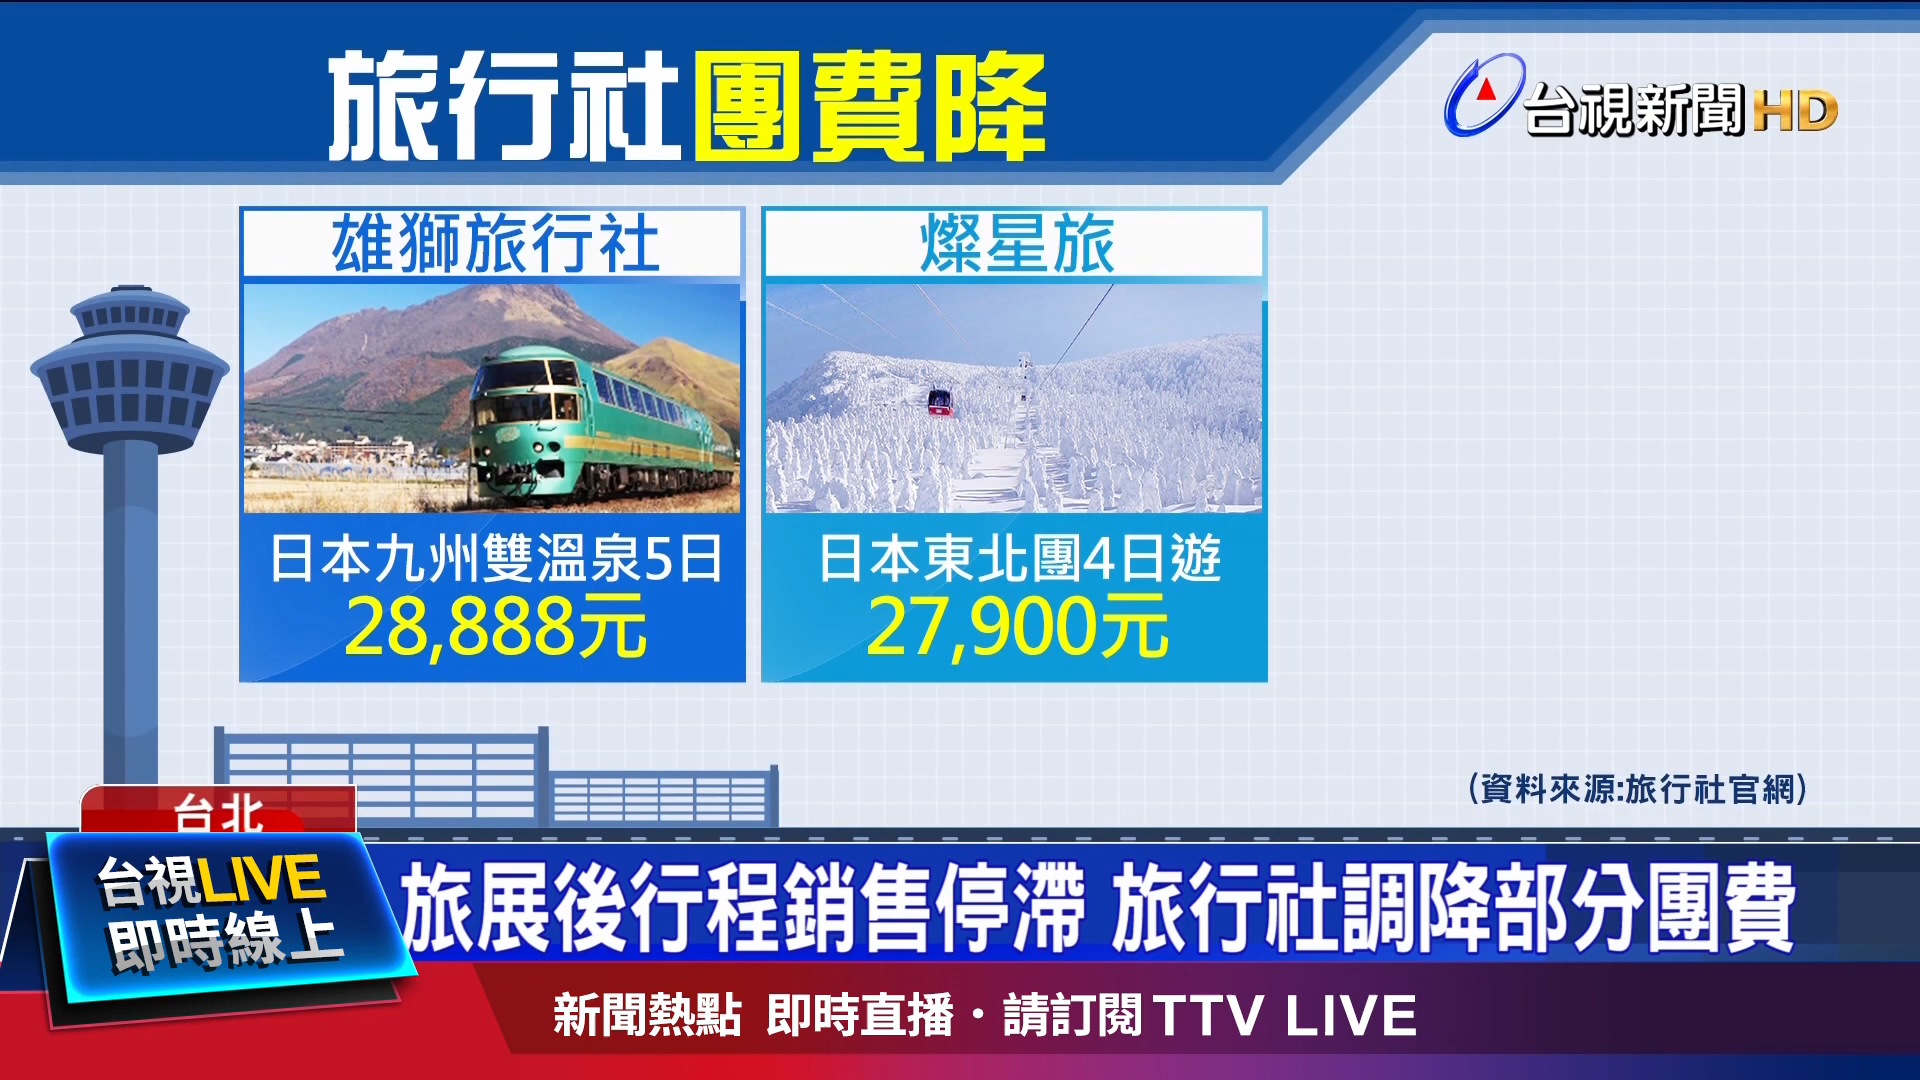 旅行社團費降
台視新聞HD
雄獅旅行社
燦星旅
日本九州雙溫泉5日
28,888元
日本東北團4日遊
27,900元
(資料來源:旅行社官網)
台北
台視LIVE
即時線上
旅展後行程銷售停滯 旅行社調降部分團費
新聞熱點 即時直播・請訂閱TTV LIVE